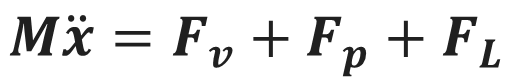 Mẍ = F_v + F_p + F_L